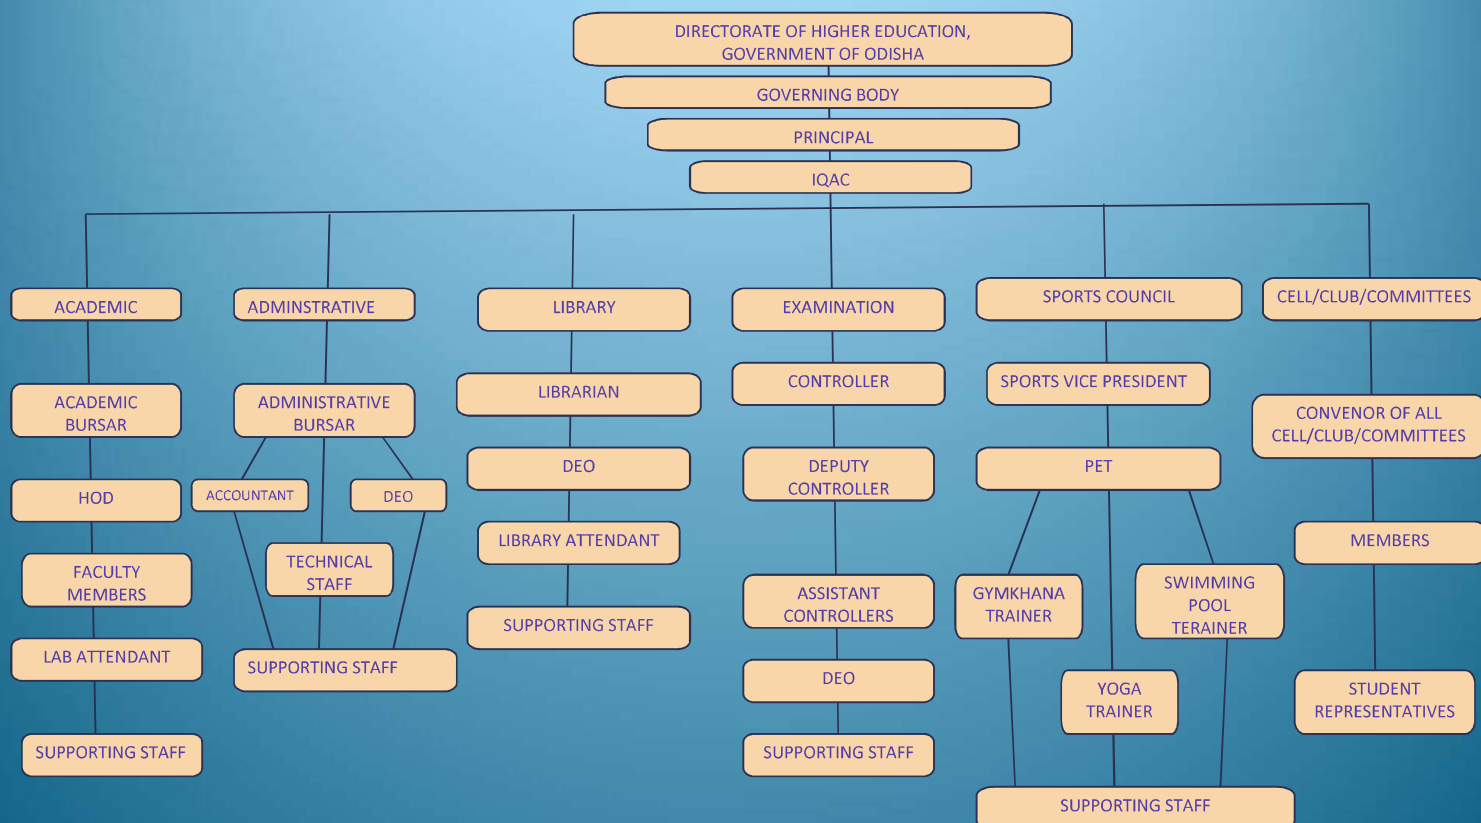 DIRECTORATE OF HIGHER EDUCATION,
GOVERNMENT OF ODISHA
GOVERNING BODY
PRINCIPAL
IQAC
ACADEMIC
ACADEMIC
BURSAR
HOD
FACULTY
MEMBERS
LAB ATTENDANT
SUPPORTING STAFF
ADMINSTRATIVE
ADMINISTRATIVE
BURSAR
ACCOUNTANT
DEO
TECHNICAL
STAFF
SUPPORTING STAFF
LIBRARY
LIBRARIAN
DEO
LIBRARY ATTENDANT
SUPPORTING STAFF
EXAMINATION
CONTROLLER
DEPUTY
CONTROLLER
ASSISTANT
CONTROLLERS
DEO
SUPPORTING STAFF
SPORTS COUNCIL
SPORTS VICE PRESIDENT
PET
GYMKHANA
TRAINER
YOGA
TRAINER
SWIMMING
POOL
TERAINER
SUPPORTING STAFF
CELL/CLUB/COMMITTEES
CONVENOR OF ALL
CELL/CLUB/COMMITTEES
MEMBERS
STUDENT
REPRESENTATIVES